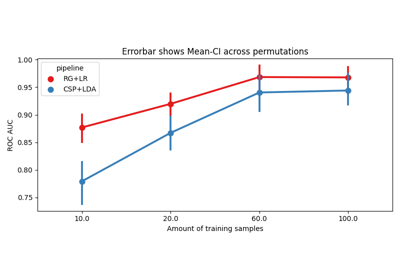 Errorbar shows Mean-CI across permutations
pipeline
RG+LR
CSP+LDA
ROC AUC
1.00
0.95
0.90
0.85
0.80
0.75
10.0 20.0 60.0 100.0
Amount of training samples